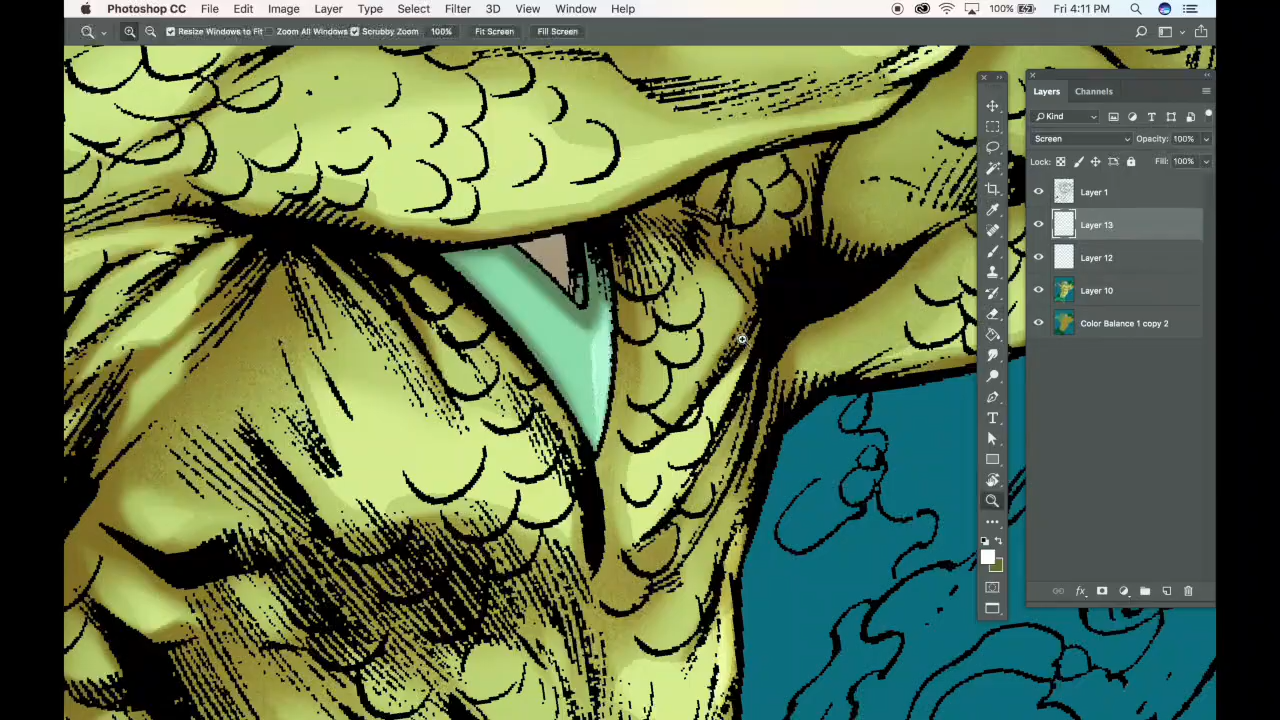 Photoshop CC File Edit Image Layer Type Select Filter 3D View Window Help 100% Fri 4:11 PM
Resize Windows to Fit Zoom All Windows Scrubby Zoom 100% Fit Screen Fill Screen
Layers Channels
Kind
Screen Opacity: 100%
Lock: Fill: 100%
Layer 1
Layer 13
Layer 12
Layer 10
Color Balance 1 copy 2